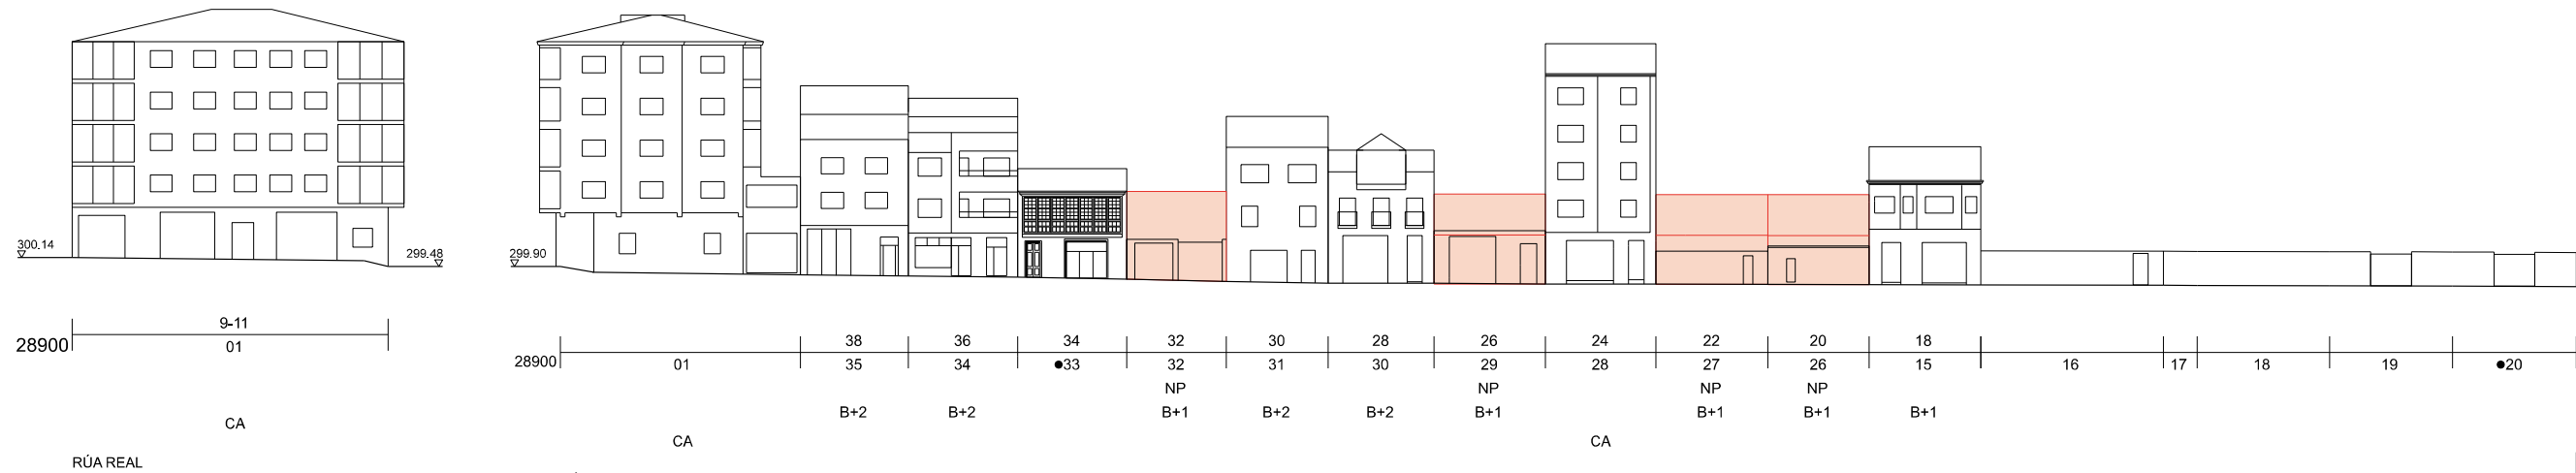 300.14
299.48
299.90
9-11
28900
01
38 36 34 32 30 28 26 24 22 20 18
28900 01 35 34 ●33 32 31 30 29 28 27 26 15 16 17 18 19 ●20
NP NP NP NP
B+2 B+2 B+1 B+2 B+2 B+1 B+1 B+1 B+1
CA
CA CA
RÚA REAL